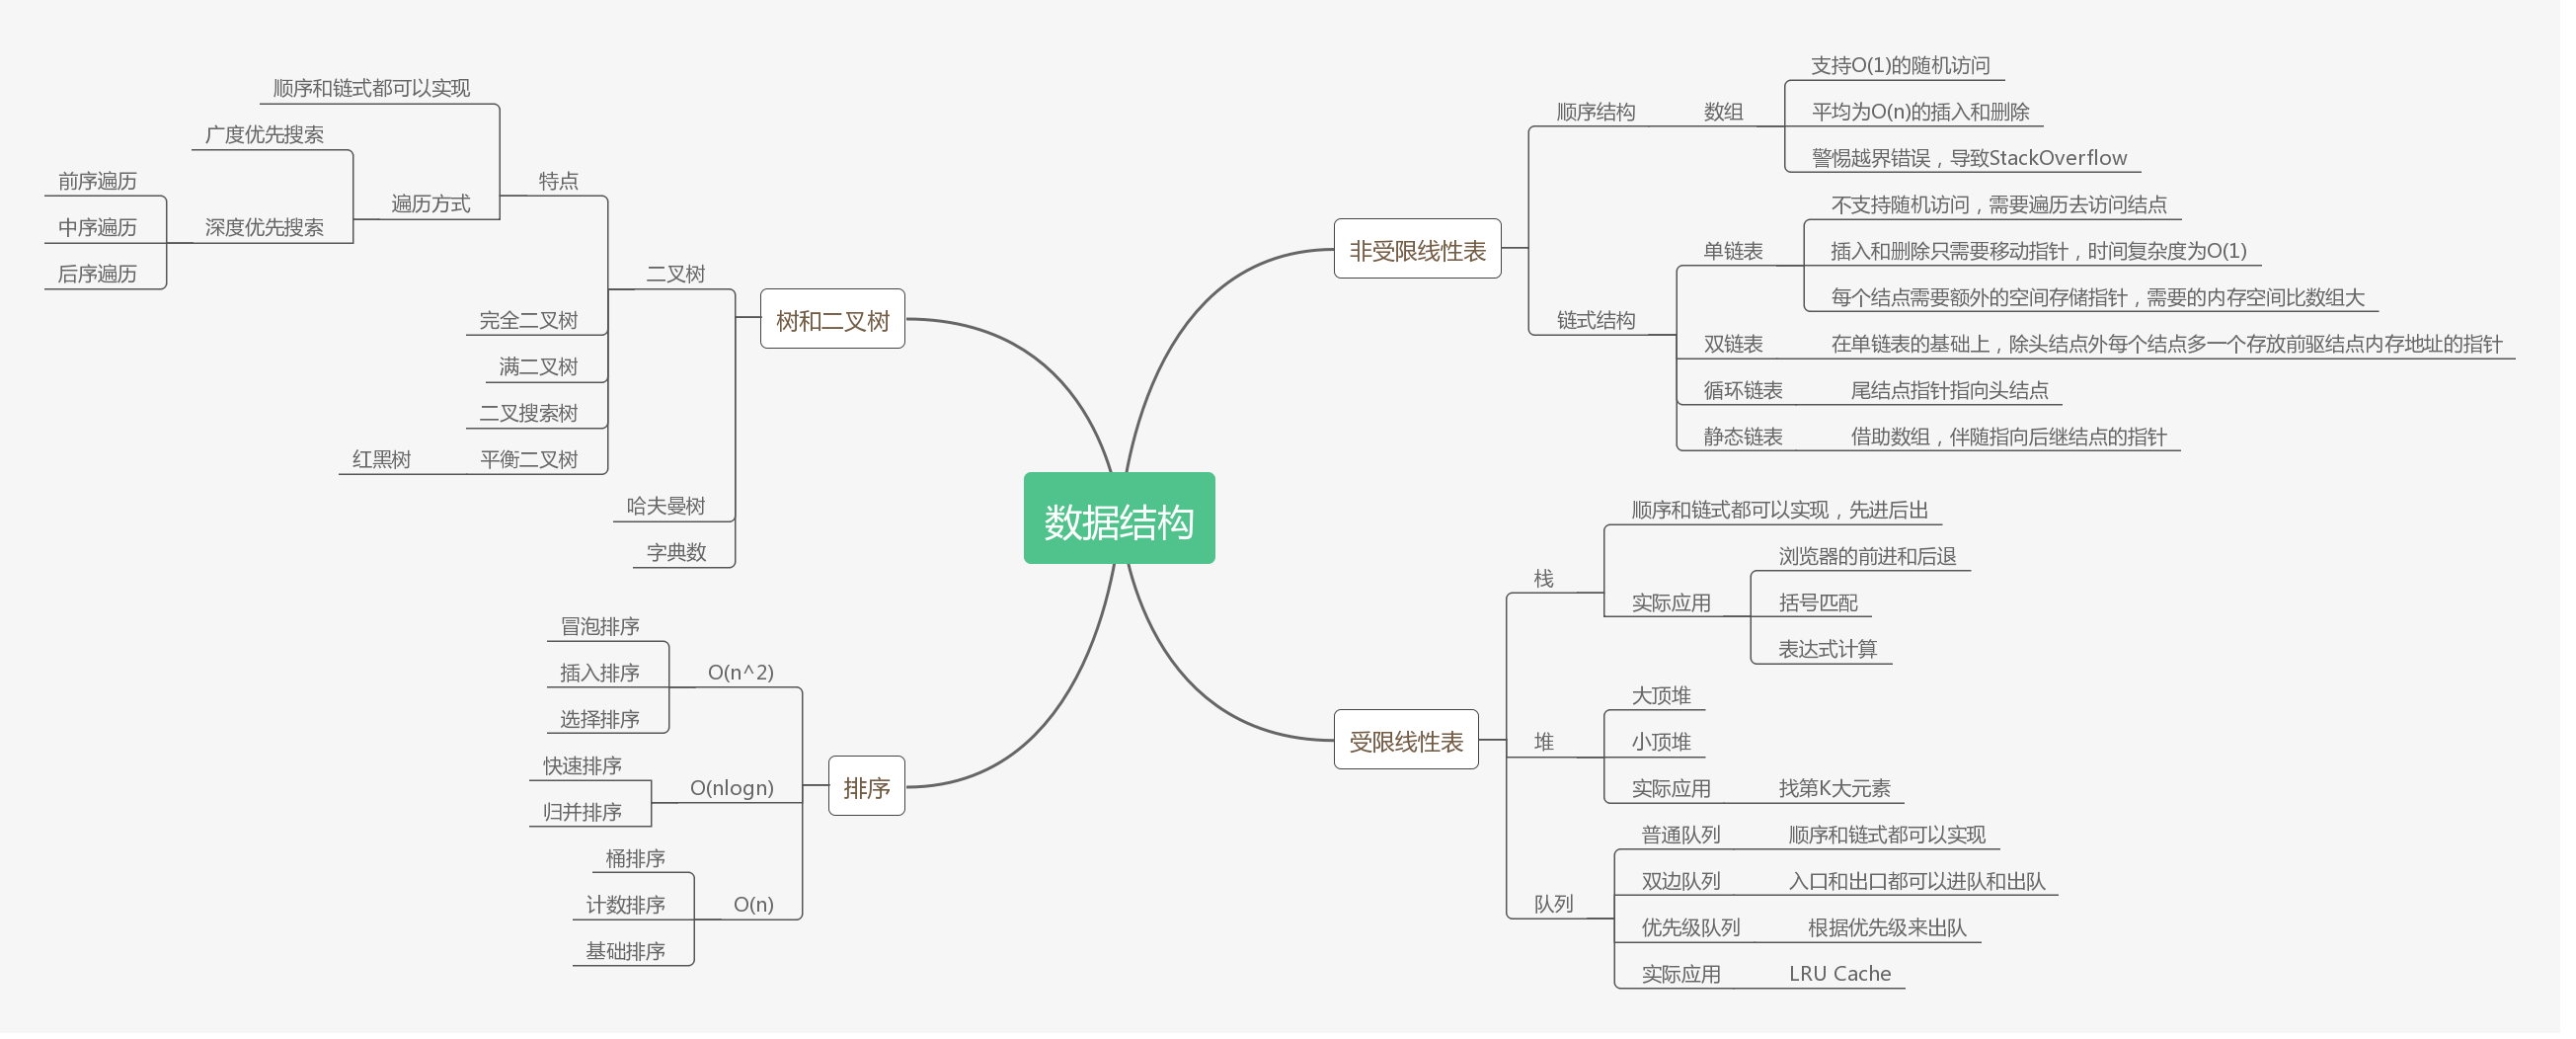 数据结构
非受限线性表
顺序结构
数组
支持O(1)的随机访问
平均为O(n)的插入和删除
警惕越界错误，导致StackOverflow
链式结构
单链表
不支持随机访问，需要遍历去访问结点
插入和删除只需要移动指针，时间复杂度为O(1)
每个结点需要额外的空间存储指针，需要的内存空间比数组大
双链表
在单链表的基础上，除头结点外每个结点多一个存放前驱结点内存地址的指针
循环链表
尾结点指针指向头结点
静态链表
借助数组，伴随指向后继结点的指针
受限线性表
栈
顺序和链式都可以实现，先进后出
实际应用
浏览器的前进和后退
括号匹配
表达式计算
堆
大顶堆
小顶堆
实际应用
找第K大元素
队列
普通队列
顺序和链式都可以实现
双边队列
入口和出口都可以进队和出队
优先级队列
根据优先级来出队
实际应用
LRU Cache
树和二叉树
二叉树
特点
顺序和链式都可以实现
遍历方式
广度优先搜索
深度优先搜索
前序遍历
中序遍历
后序遍历
完全二叉树
满二叉树
二叉搜索树
平衡二叉树
红黑树
哈夫曼树
字典数
排序
O(n^2)
冒泡排序
插入排序
选择排序
O(nlogn)
快速排序
归并排序
O(n)
桶排序
计数排序
基础排序